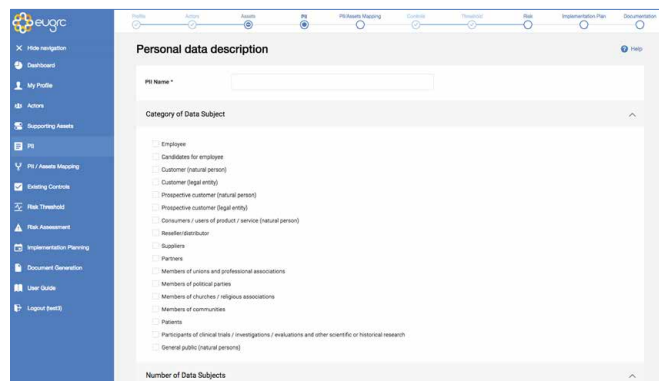 eugrc
Profile Actors Assets PII PII/Assets Mapping Controls Threshold Risk Implementation Plan Documentation
Hide navigation
Dashboard
My Profile
Actors
Supporting Assets
PII
PII / Assets Mapping
Existing Controls
Risk Threshold
Risk Assessment
Implementation Planning
Document Generation
User Guide
Logout (test3)
Personal data description
Help
PII Name *
Category of Data Subject
Employee
Candidates for employee
Customer (natural person)
Customer (legal entity)
Prospective customer (natural person)
Prospective customer (legal entity)
Consumers / users of product / service (natural person)
Reseller/distributor
Suppliers
Partners
Members of unions and professional associations
Members of political parties
Members of churches / religious associations
Members of communities
Patients
Participants of clinical trials / investigations / evaluations and other scientific or historical research
General public (natural persons)
Number of Data Subjects